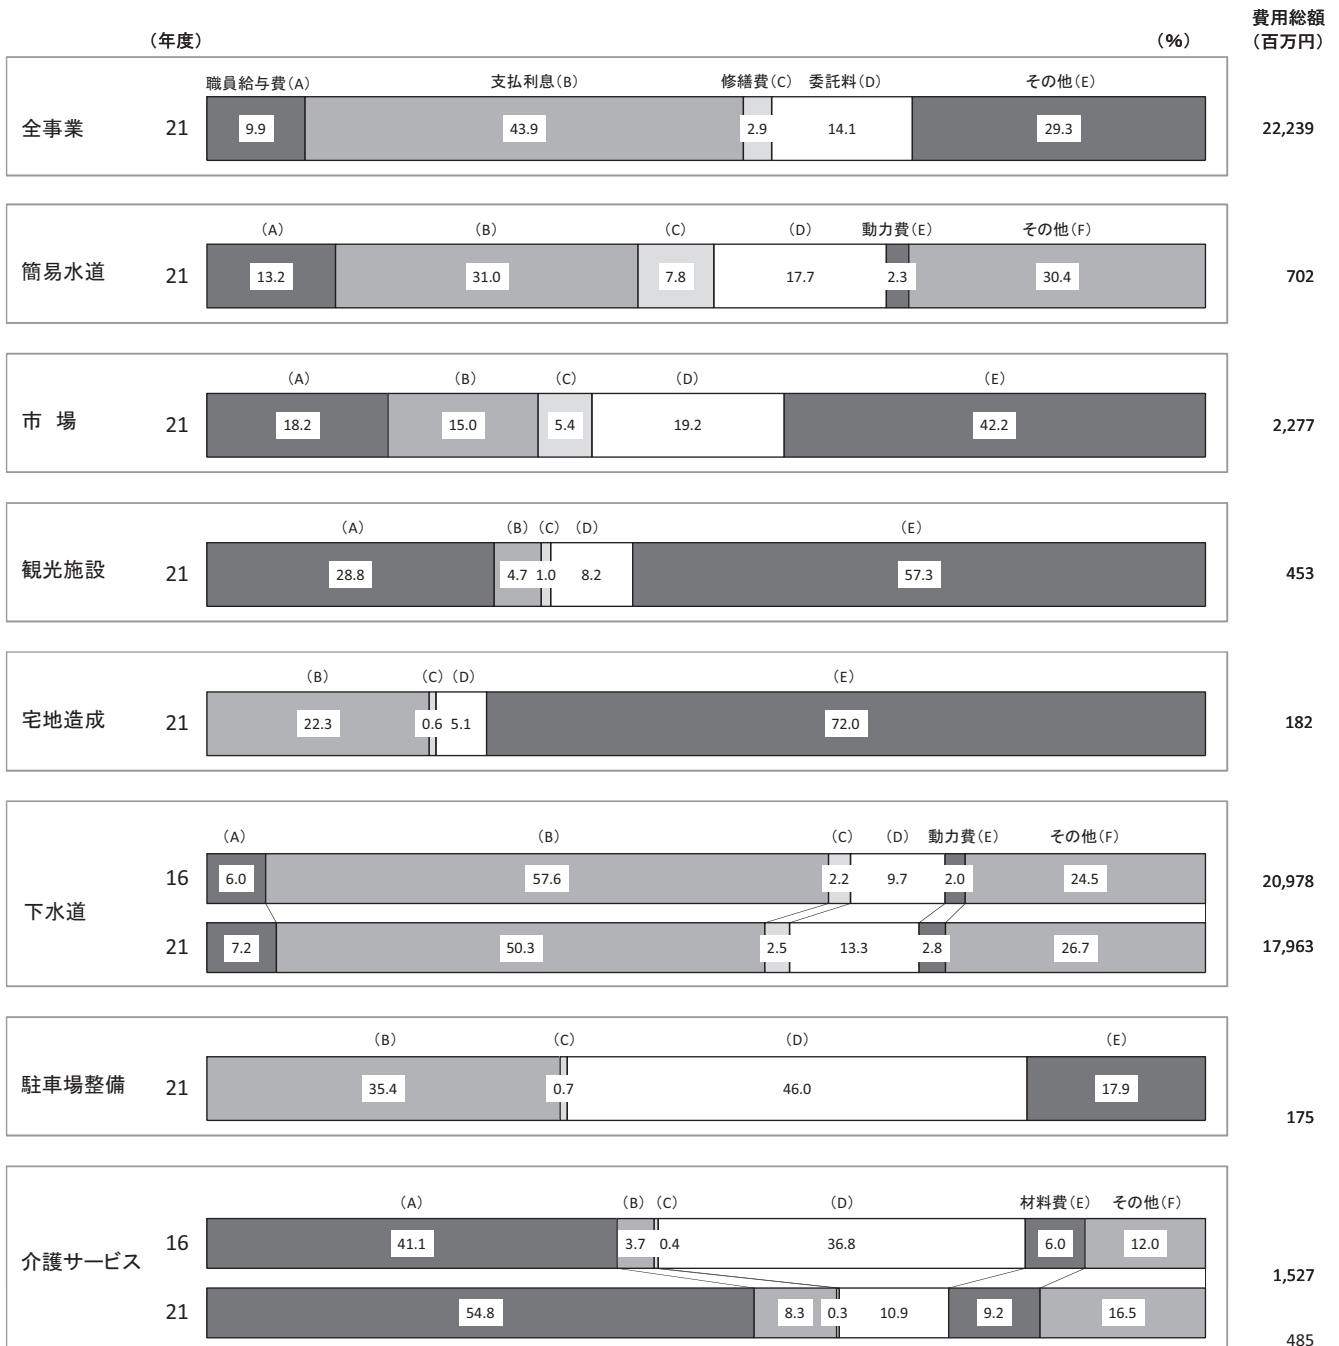 費用総額
(年度) (%) (百万円)
職員給与費(A) 支払利息(B) 修繕費(C) 委託料(D) その他(E)
全事業 21 9.9 43.9 2.9 14.1 29.3 22,239
(A) (B) (C) (D) 動力費(E) その他(F)
簡易水道 21 13.2 31.0 7.8 17.7 2.3 30.4 702
(A) (B) (C) (D) (E)
市 場 21 18.2 15.0 5.4 19.2 42.2 2,277
(A) (B) (C) (D) (E)
観光施設 21 28.8 4.7 1.0 8.2 57.3 453
(B) (C) (D) (E)
宅地造成 21 22.3 0.6 5.1 72.0 182
(A) (B) (C) (D) 動力費(E) その他(F)
16 6.0 57.6 2.2 9.7 2.0 24.5 20,978
下水道
21 7.2 50.3 2.5 13.3 2.8 26.7 17,963
(B) (C) (D) (E)
駐車場整備 21 35.4 0.7 46.0 17.9 175
(A) (B) (C) (D) 材料費(E) その他(F)
16 41.1 3.7 0.4 36.8 6.0 12.0 1,527
介護サービス
21 54.8 8.3 0.3 10.9 9.2 16.5 485